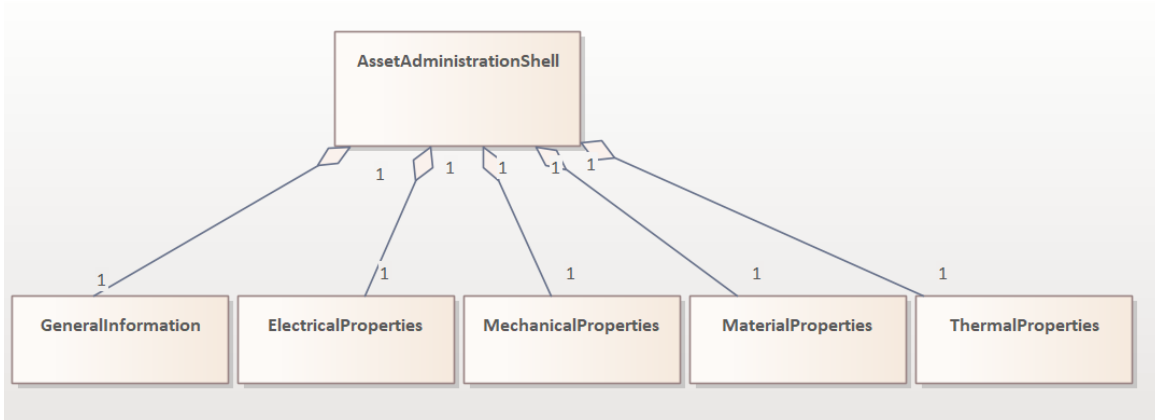 AssetAdministrationShell
1 1 1 1 1
1 1 1 1 1
GeneralInformation ElectricalProperties MechanicalProperties MaterialProperties ThermalProperties